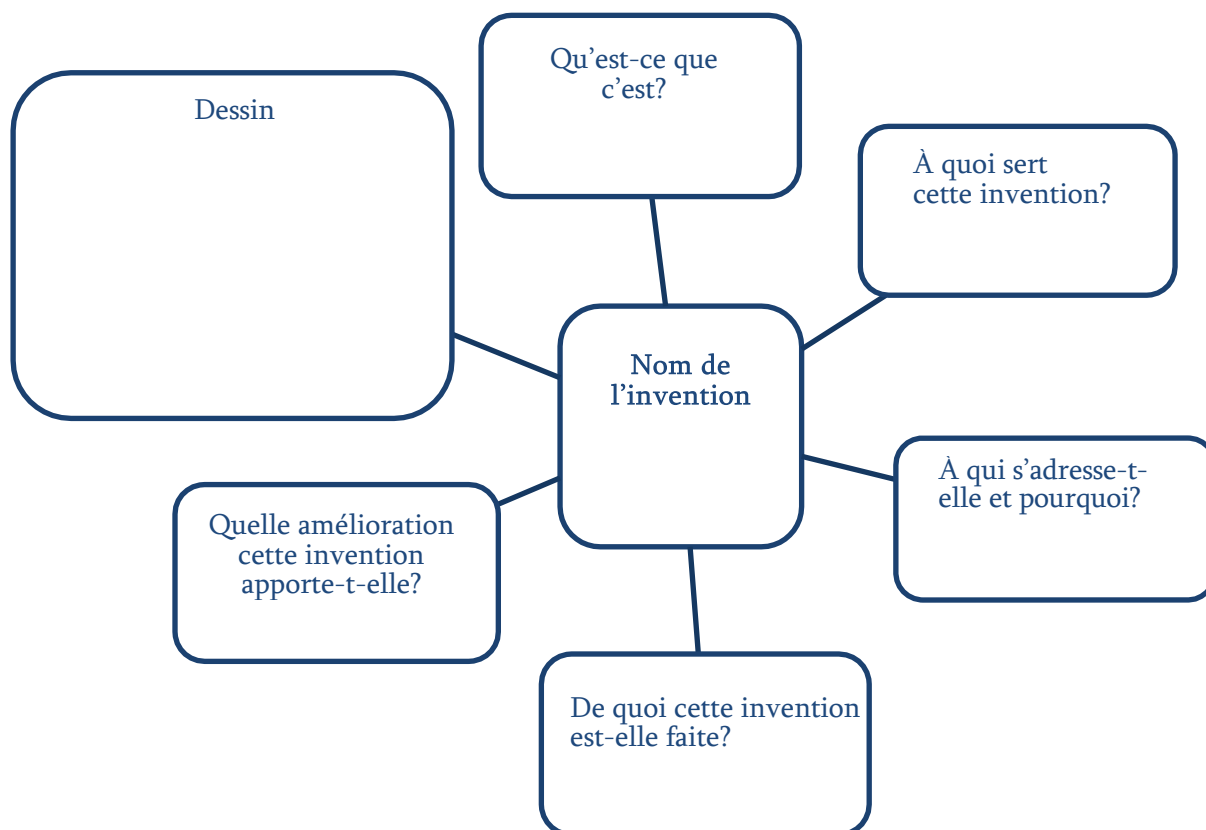 Qu’est-ce que
c’est?
Dessin
À quoi sert
cette invention?
Nom de
l’invention
À qui s’adresse-t-
elle et pourquoi?
Quelle amélioration
cette invention
apporte-t-elle?
De quoi cette invention
est-elle faite?